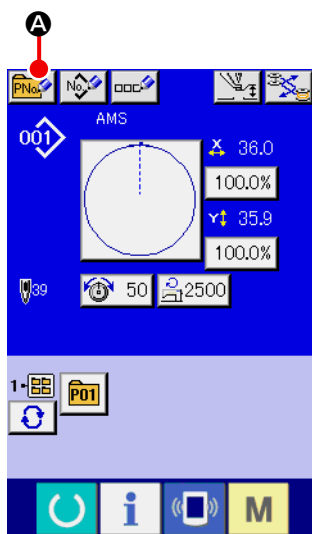 A
PNo. No.
AMS
001
X 36.0
100.0%
Y 35.9
100.0%
39 50 2500
1
P01
i M